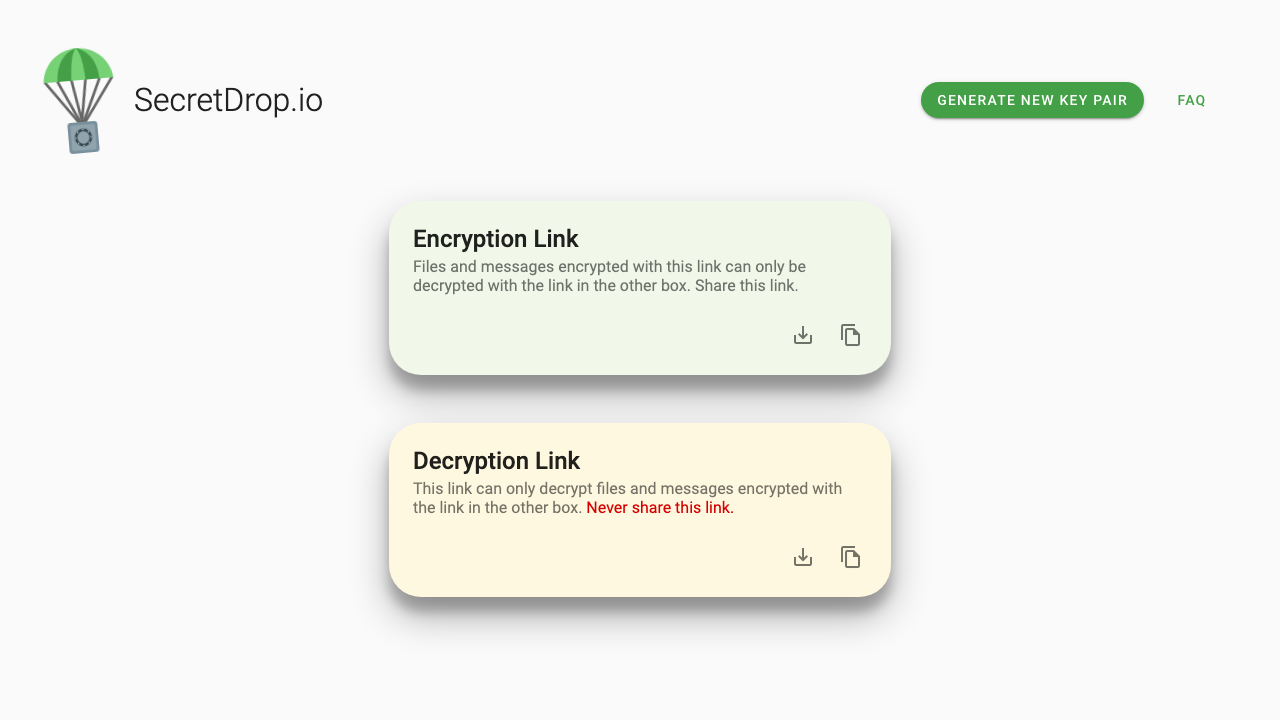 SecretDrop.io
GENERATE NEW KEY PAIR
FAQ
Encryption Link
Files and messages encrypted with this link can only be
decrypted with the link in the other box. Share this link.
Decryption Link
This link can only decrypt files and messages encrypted with
the link in the other box. Never share this link.